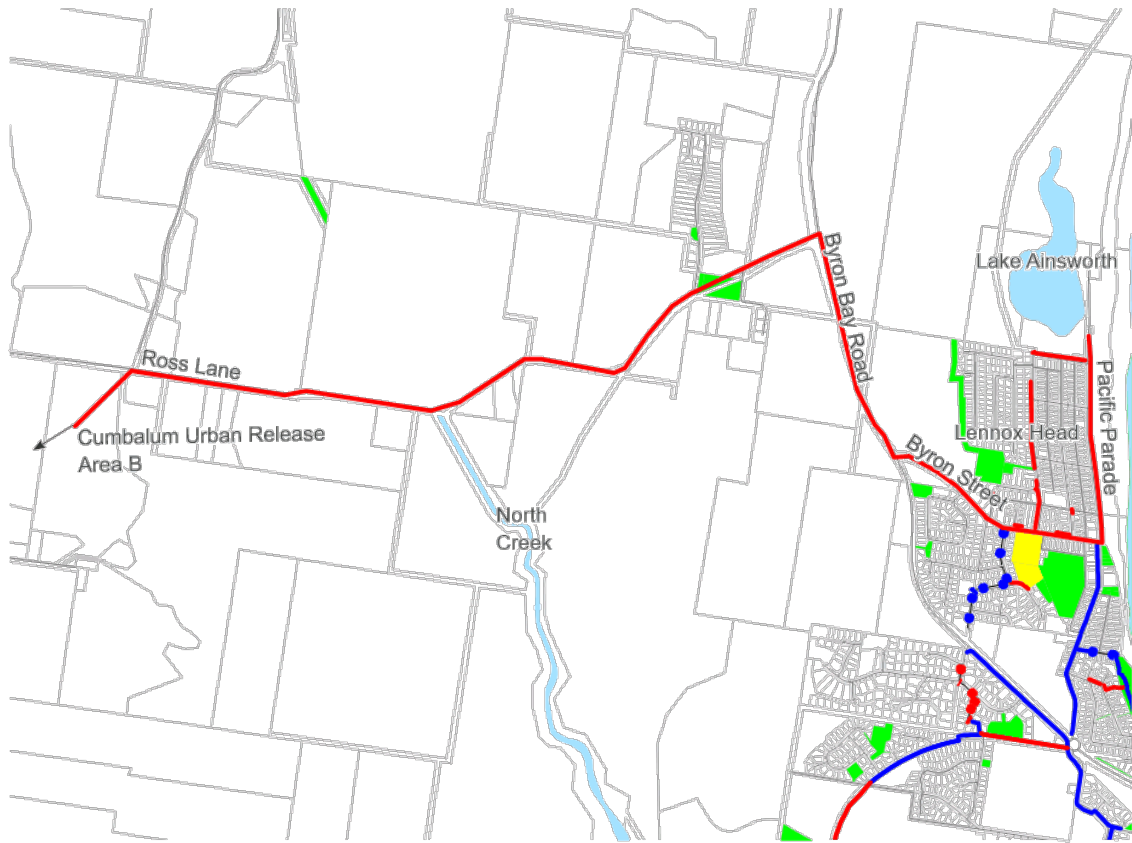 Byron Bay Road
Lake Ainsworth
Ross Lane
Pacific Parade
Cumbalum Urban Release
Area B
Lennox Head
Byron Street
North
Creek